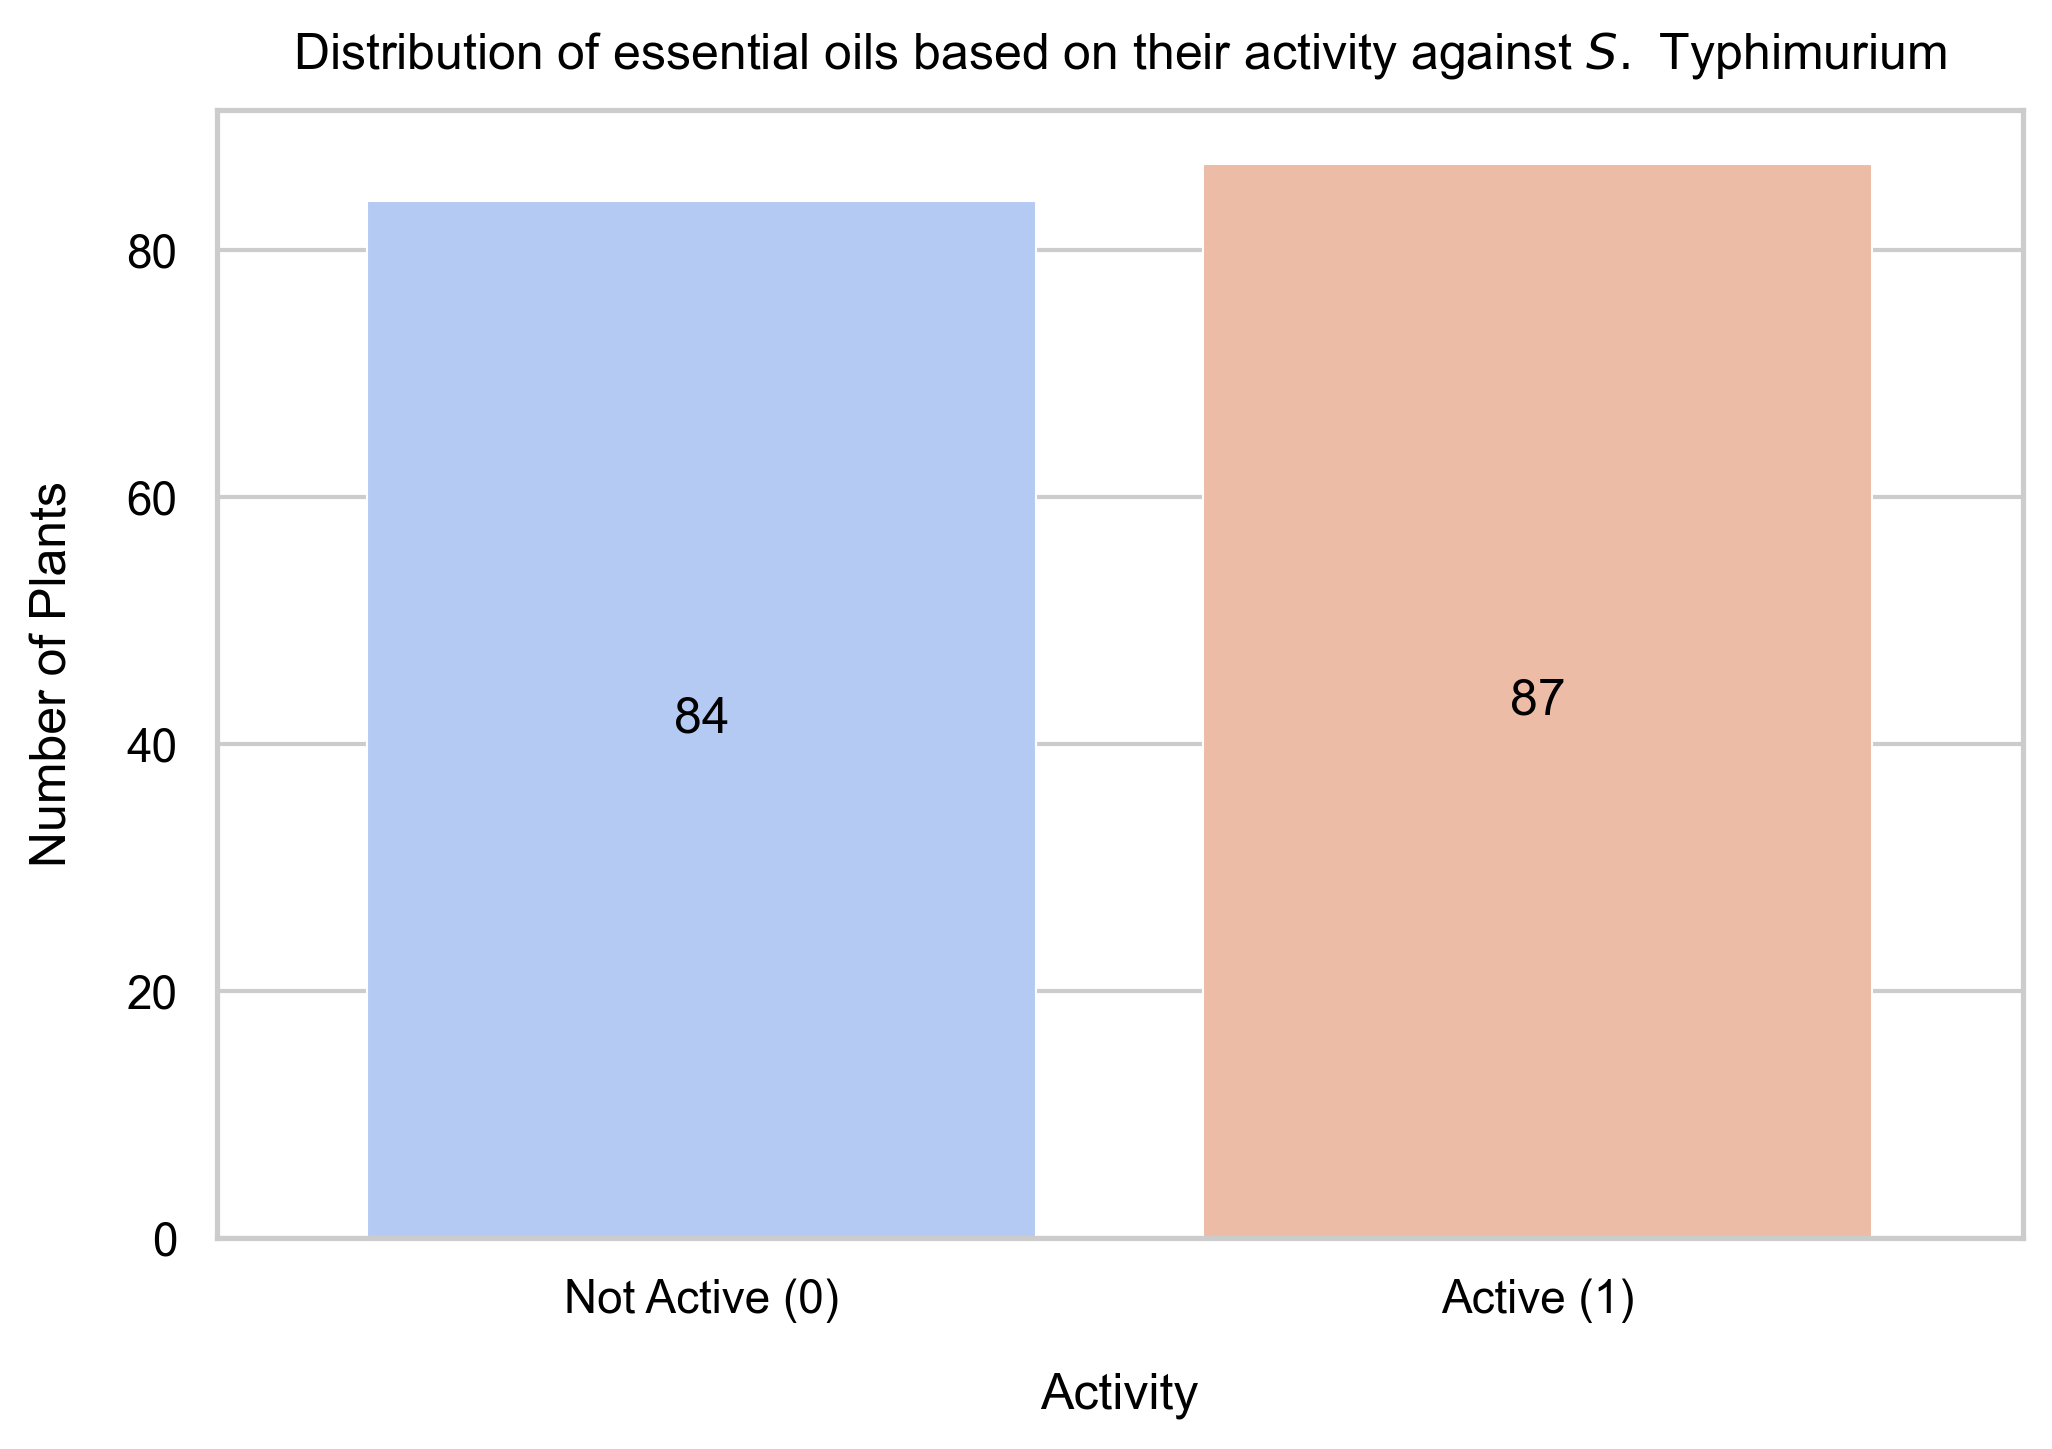 Distribution of essential oils based on their activity against S. Typhimurium
Number of Plants
80
60
40
20
0
84
87
Not Active (0)
Active (1)
Activity